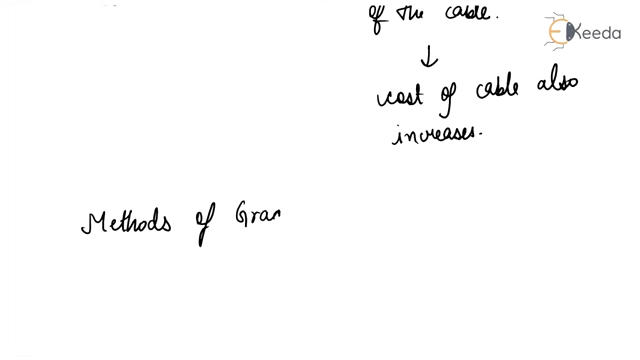 of the cable.
↓
cost of cable also
increases.
Methods of Gra
EKeeda